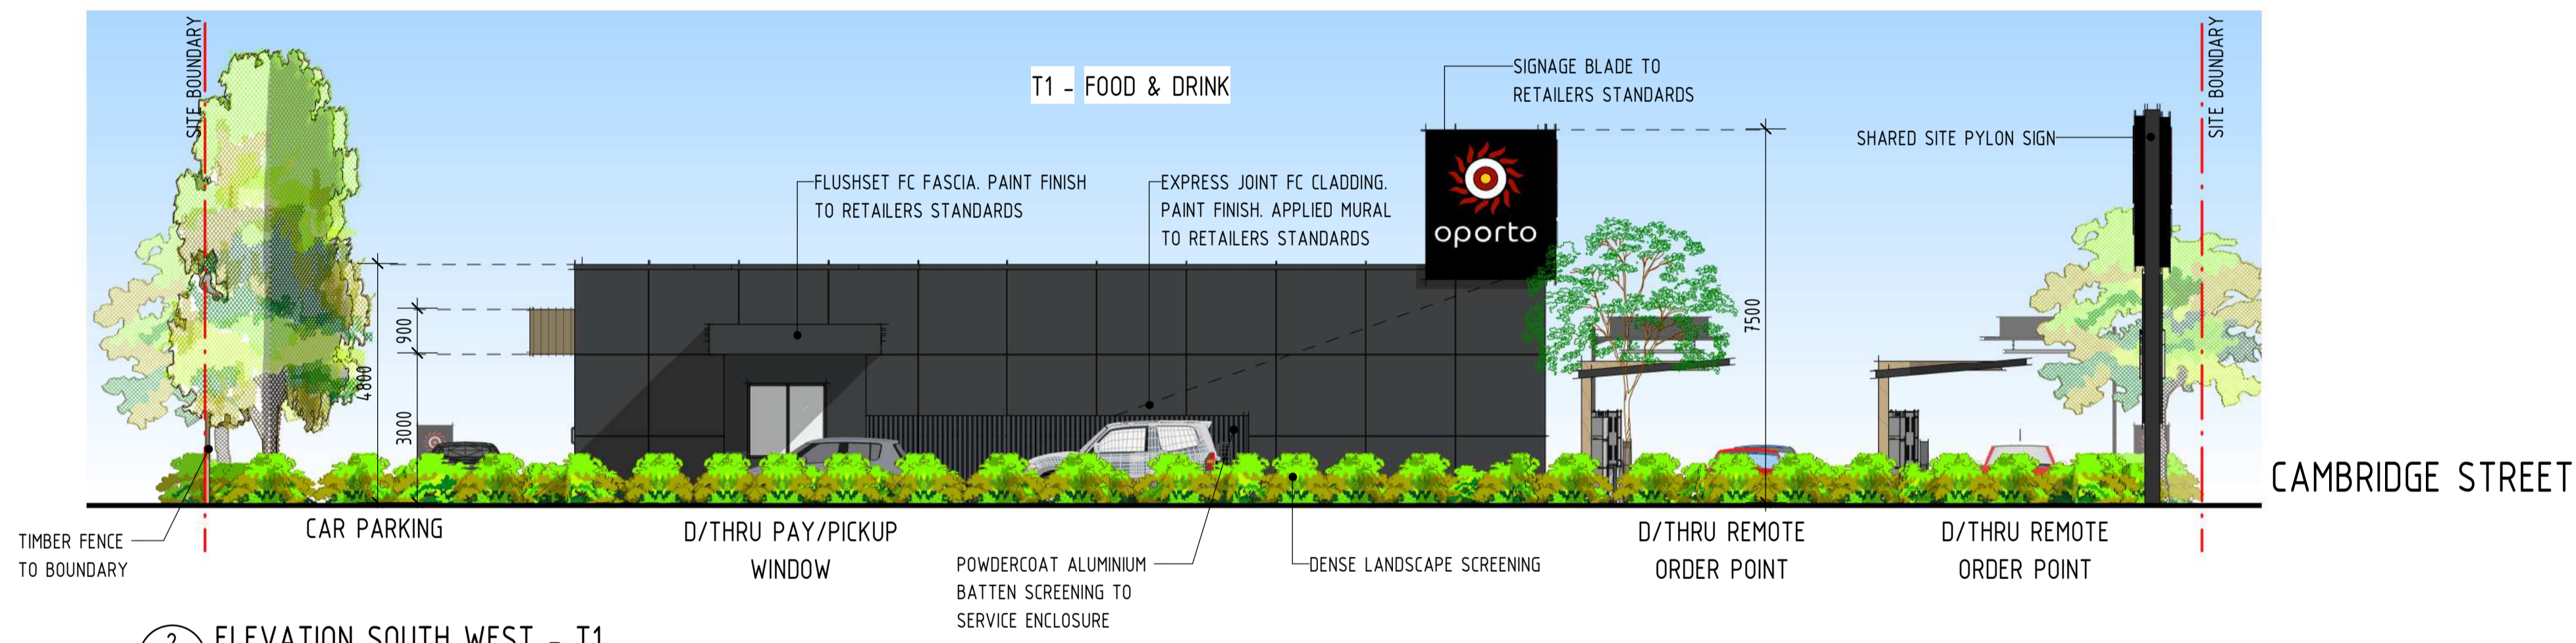 SITE BOUNDARY
T1 - FOOD & DRINK
SIGNAGE BLADE TO
RETAILERS STANDARDS
SHARED SITE PYLON SIGN
SITE BOUNDARY
FLUSHSET FC FASCIA. PAINT FINISH
TO RETAILERS STANDARDS
EXPRESS JOINT FC CLADDING.
PAINT FINISH. APPLIED MURAL
TO RETAILERS STANDARDS
oporto
900
4800
3000
7500
CAMBRIDGE STREET
TIMBER FENCE
TO BOUNDARY
CAR PARKING
D/THRU PAY/PICKUP
WINDOW
POWDERCOAT ALUMINIUM
BATTEN SCREENING TO
SERVICE ENCLOSURE
DENSE LANDSCAPE SCREENING
D/THRU REMOTE
ORDER POINT
D/THRU REMOTE
ORDER POINT
2
ELEVATION SOUTH WEST - T1